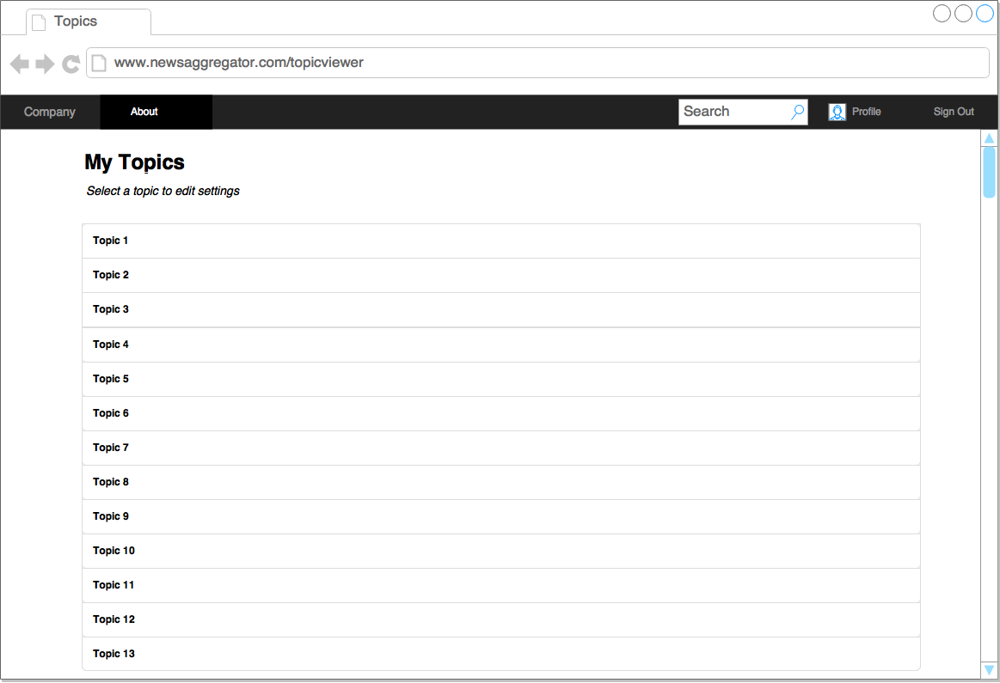 Topics
www.newsaggregator.com/topicviewer
Company About Search Profile Sign Out
My Topics
Select a topic to edit settings
Topic 1
Topic 2
Topic 3
Topic 4
Topic 5
Topic 6
Topic 7
Topic 8
Topic 9
Topic 10
Topic 11
Topic 12
Topic 13